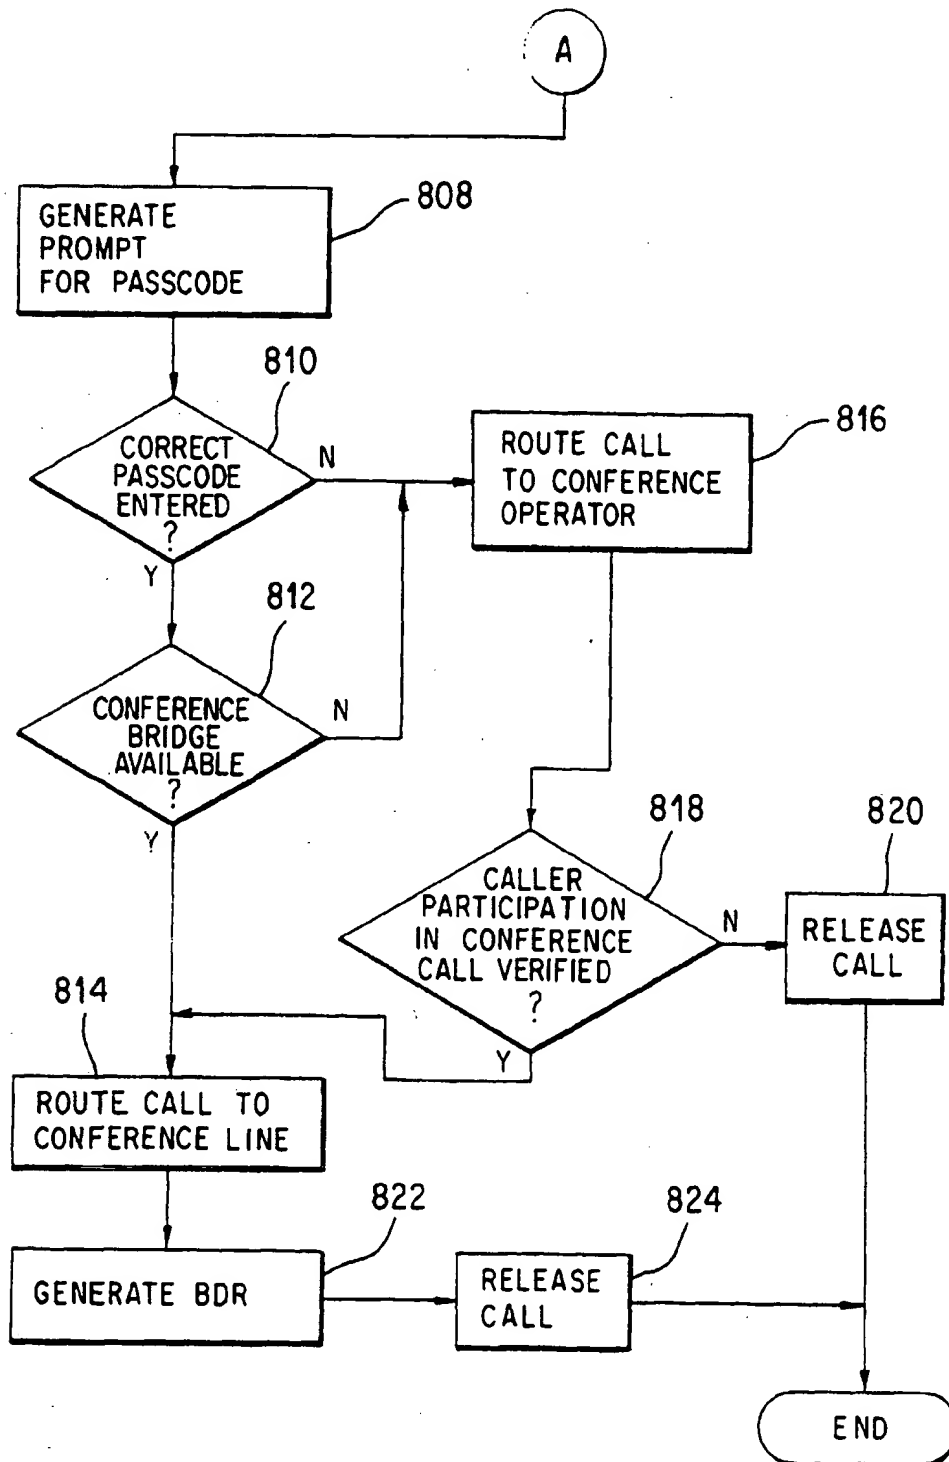 A
808
GENERATE
PROMPT
FOR PASSCODE
810
CORRECT
PASSCODE
ENTERED
?
N
Y
816
ROUTE CALL
TO CONFERENCE
OPERATOR
812
CONFERENCE
BRIDGE
AVAILABLE
?
N
Y
818
CALLER
PARTICIPATION
IN CONFERENCE
CALL VERIFIED
?
N
Y
820
RELEASE
CALL
814
ROUTE CALL TO
CONFERENCE LINE
822
GENERATE BDR
824
RELEASE
CALL
END